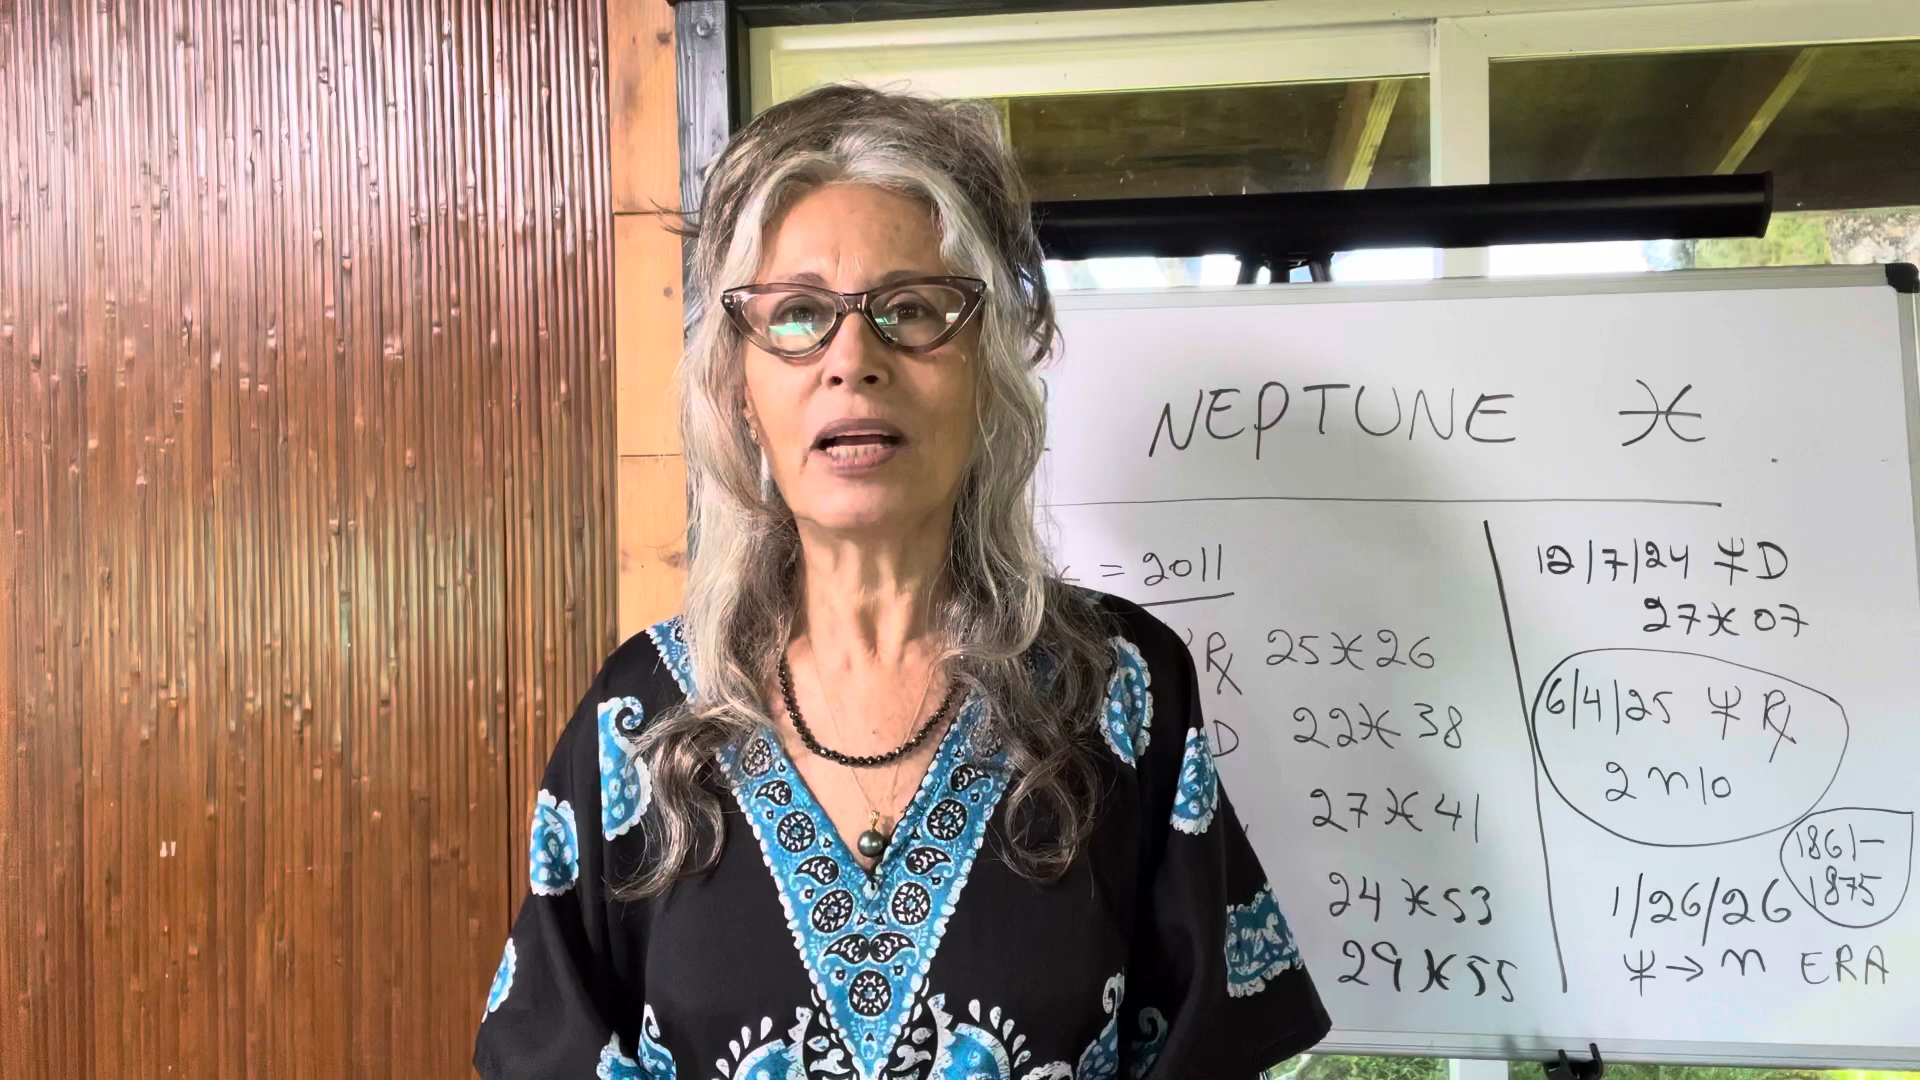 NEPTUNE ♓
= 2011
℞ 25♓26
D 22♓38
27♓41
24♓53
29♓55
12/7/24 ♆D
27♓07
6/4/25 ♆ ℞
2♈10
1861–
1875
1/26/26
♆→♈ ERA